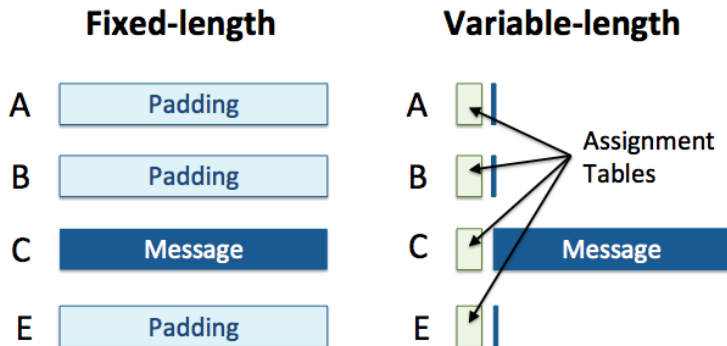 Fixed-length
Variable-length
A
Padding
A
B
Padding
B
Assignment
Tables
C
Message
C
Message
E
Padding
E